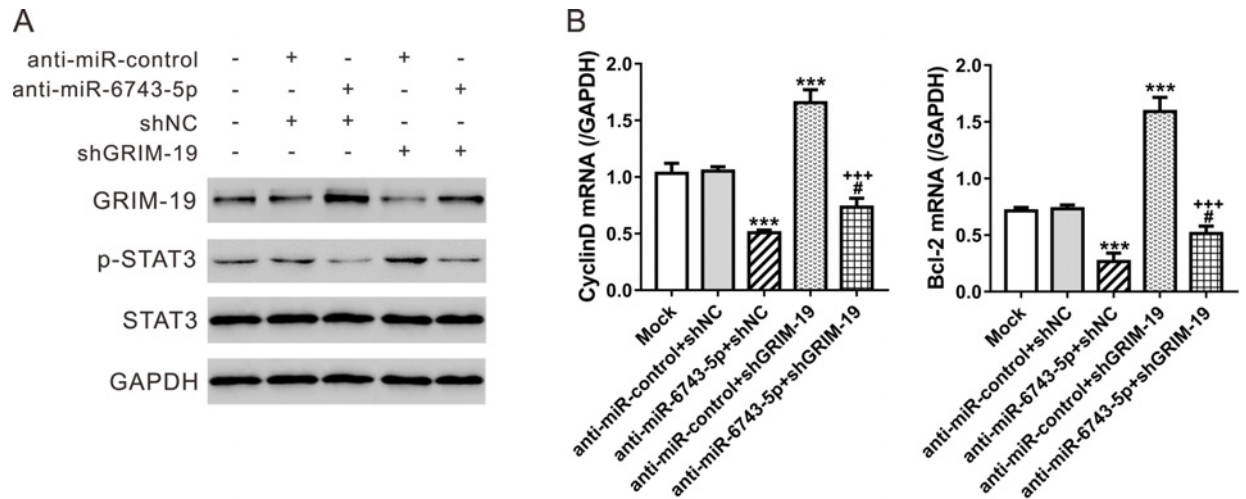 A
anti-miR-control - + - + -
anti-miR-6743-5p - - + - +
shNC - + + - -
shGRIM-19 - - - + +
GRIM-19
p-STAT3
STAT3
GAPDH
B
CyclinD mRNA (/GAPDH)
2.0
1.5
1.0
0.5
0.0
***
***
+++
#
Mock
anti-miR-control+shNC
anti-miR-6743-5p+shNC
anti-miR-control+shGRIM-19
anti-miR-6743-5p+shGRIM-19
Bcl-2 mRNA (/GAPDH)
2.0
1.5
1.0
0.5
0.0
***
***
+++
#
Mock
anti-miR-control+shNC
anti-miR-6743-5p+shNC
anti-miR-control+shGRIM-19
anti-miR-6743-5p+shGRIM-19